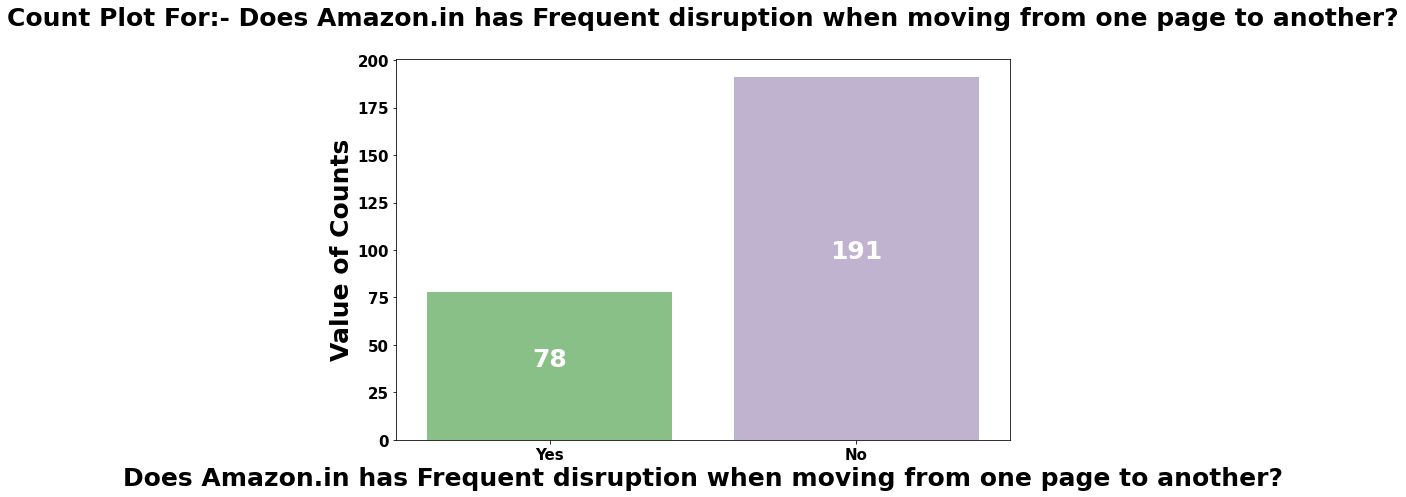 Count Plot For:- Does Amazon.in has Frequent disruption when moving from one page to another?
200
175
150
125
100
75
50
25
0
Value of Counts
78
191
Yes
No
Does Amazon.in has Frequent disruption when moving from one page to another?